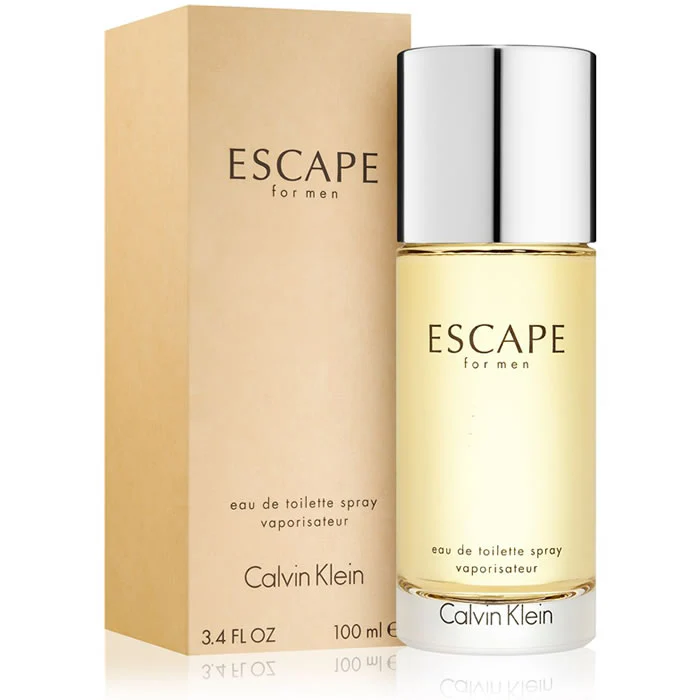 ESCAPE
for men
eau de toilette spray
vaporisateur
Calvin Klein
3.4 FL OZ 100 ml e
ESCAPE
for men
eau de toilette spray
vaporisateur
Calvin Klein